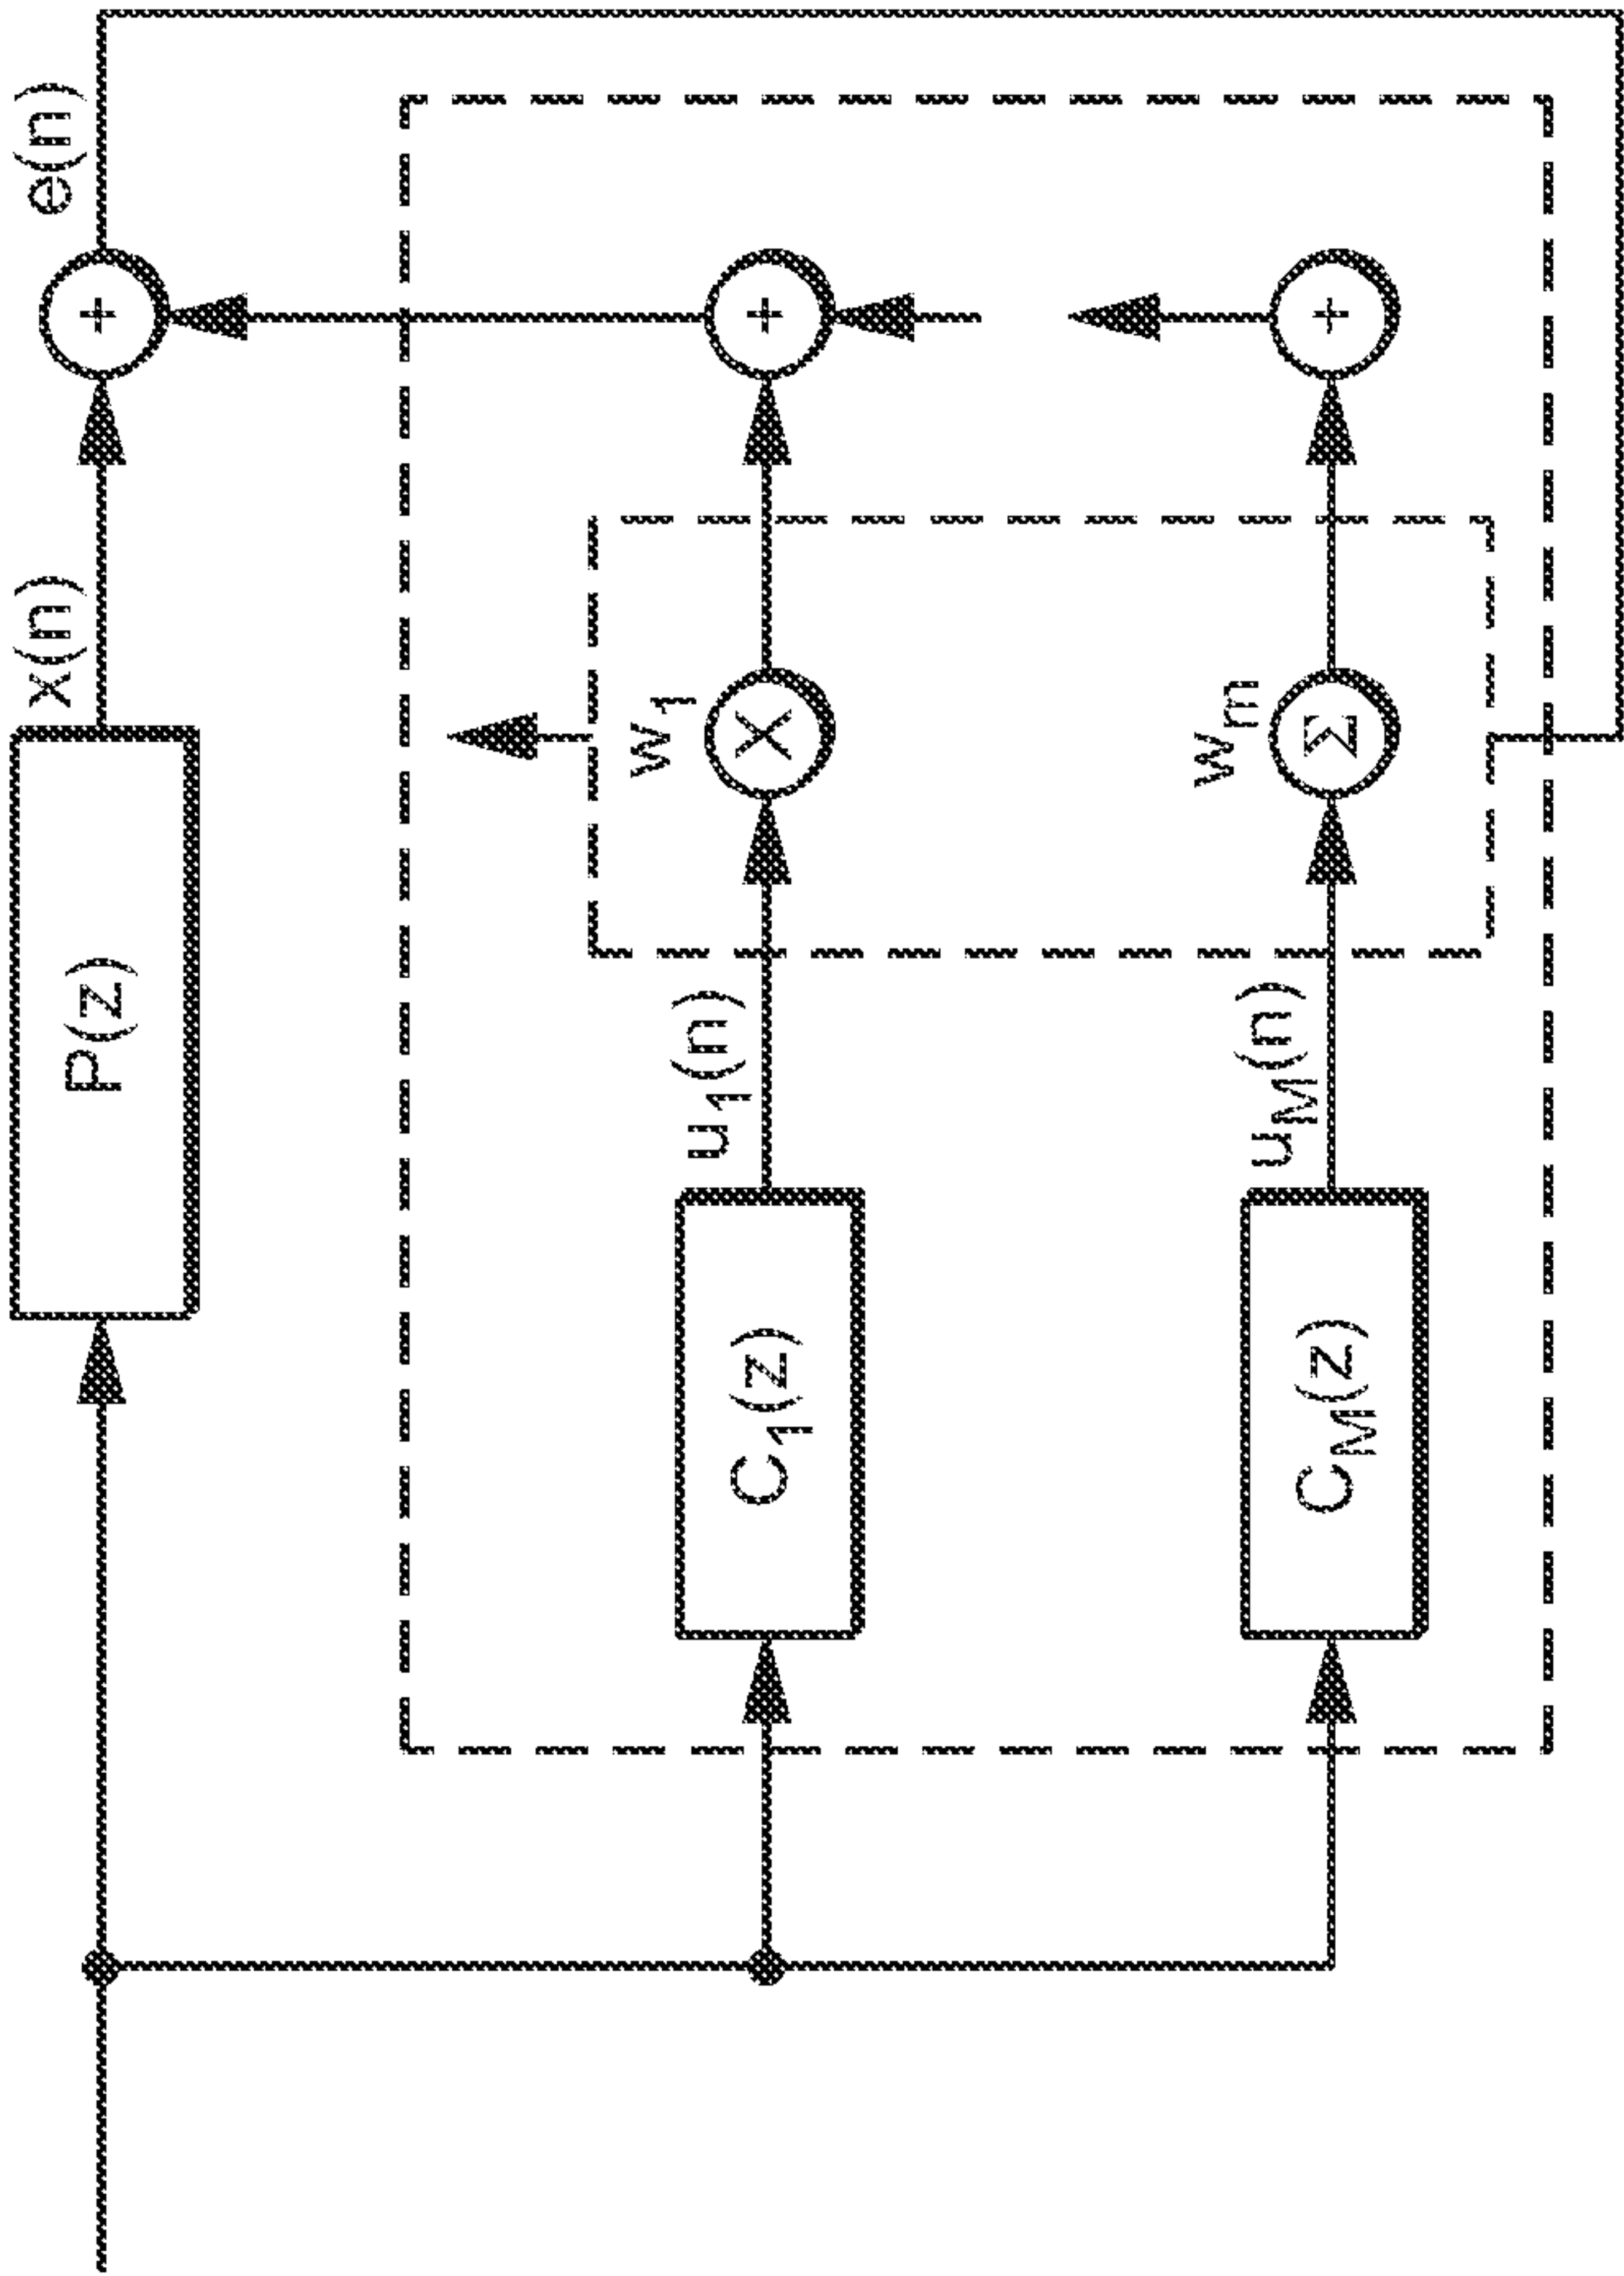 P(z)
x(n)
e(n)
+
C1(z)
u1(n)
w1
X
+
CM(z)
uM(n)
wm
Σ
+